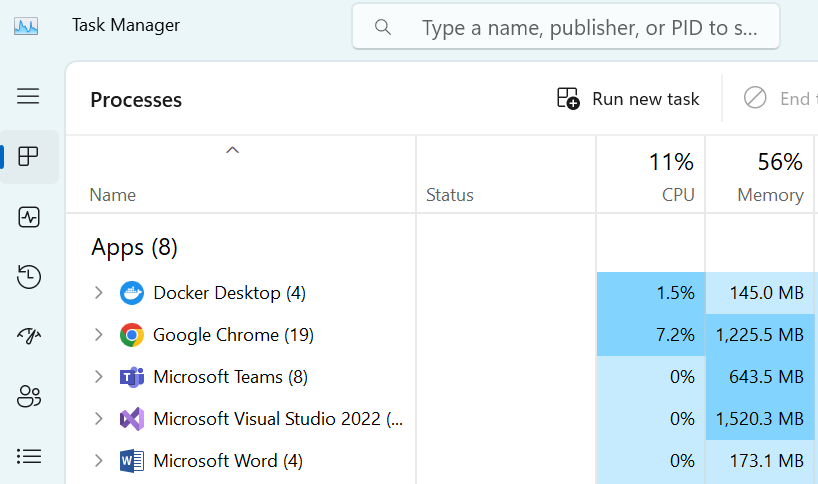 Task Manager
Type a name, publisher, or PID to s...
Processes
Run new task
End
11% 56%
Name Status CPU Memory
Apps (8)
Docker Desktop (4) 1.5% 145.0 MB
Google Chrome (19) 7.2% 1,225.5 MB
Microsoft Teams (8) 0% 643.5 MB
Microsoft Visual Studio 2022 (... 0% 1,520.3 MB
Microsoft Word (4) 0% 173.1 MB